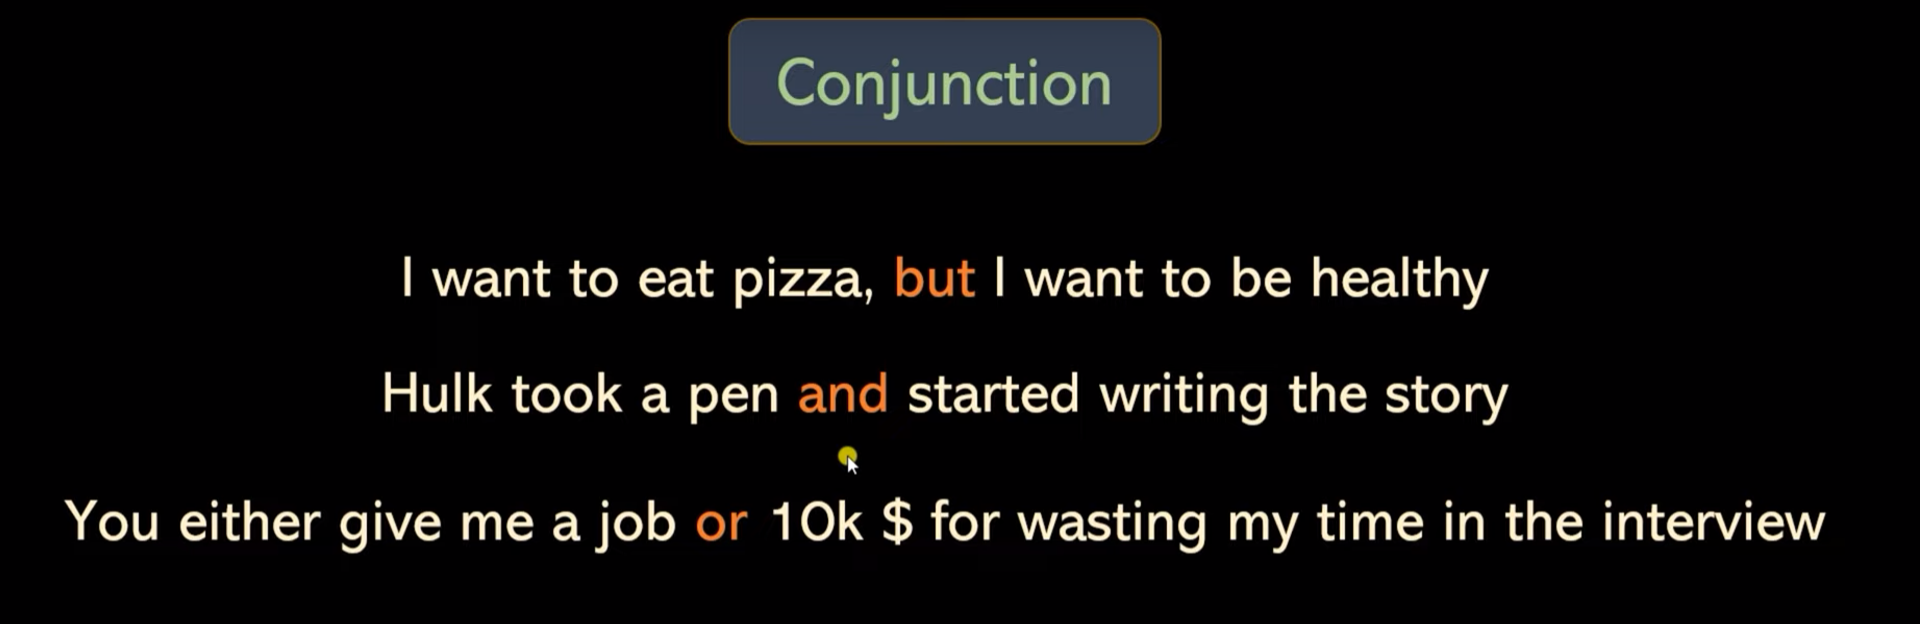 Conjunction
I want to eat pizza, but I want to be healthy
Hulk took a pen and started writing the story
You either give me a job or 10k $ for wasting my time in the interview